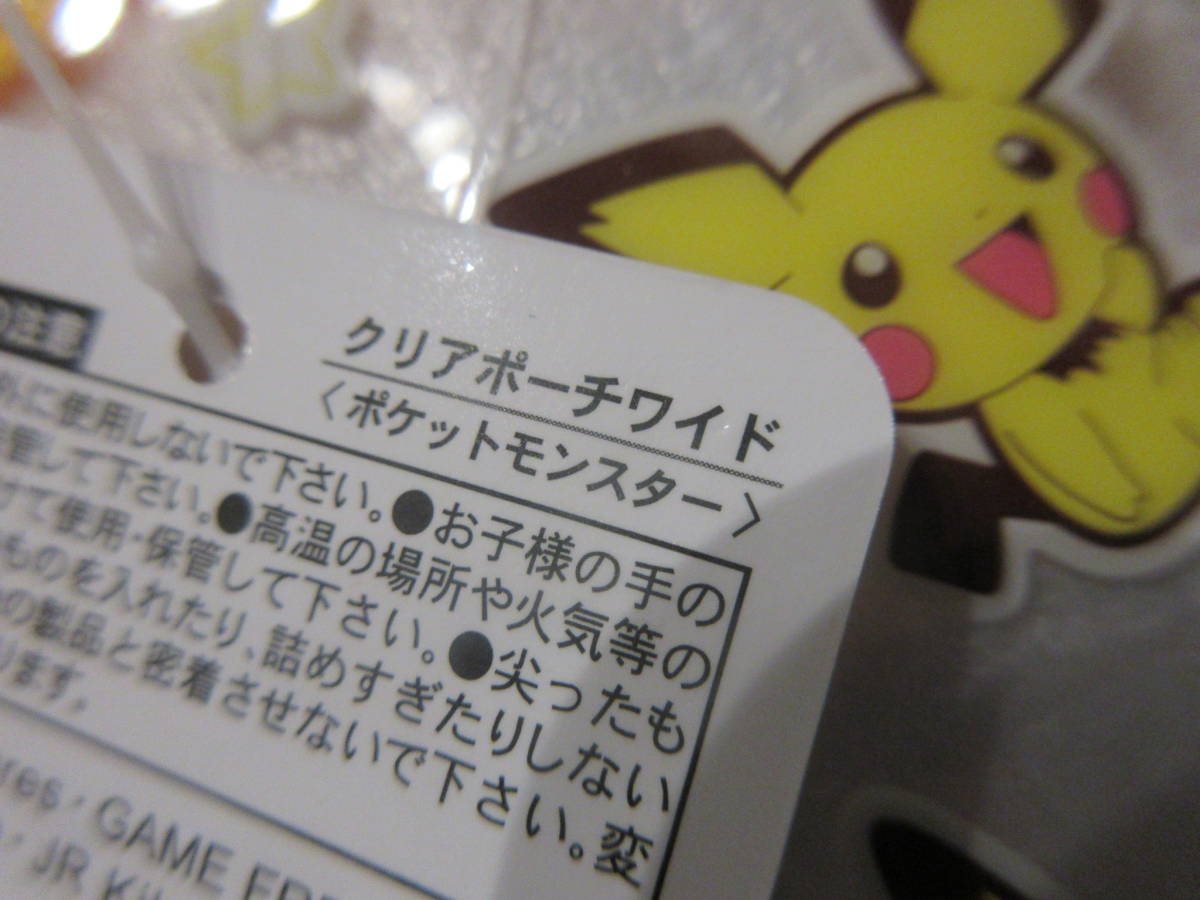 クリアポーチワイド
〈ポケットモンスター〉
の注意
外に使用しないで下さい。●お子様の手の
管して下さい。●高温の場所や火気等の
けて使用・保管して下さい。●尖ったも
ものを入れたり、詰めすぎたりしない
の製品と密着させないで下さい。変
ります。
res・GAME FRE
JR Ki